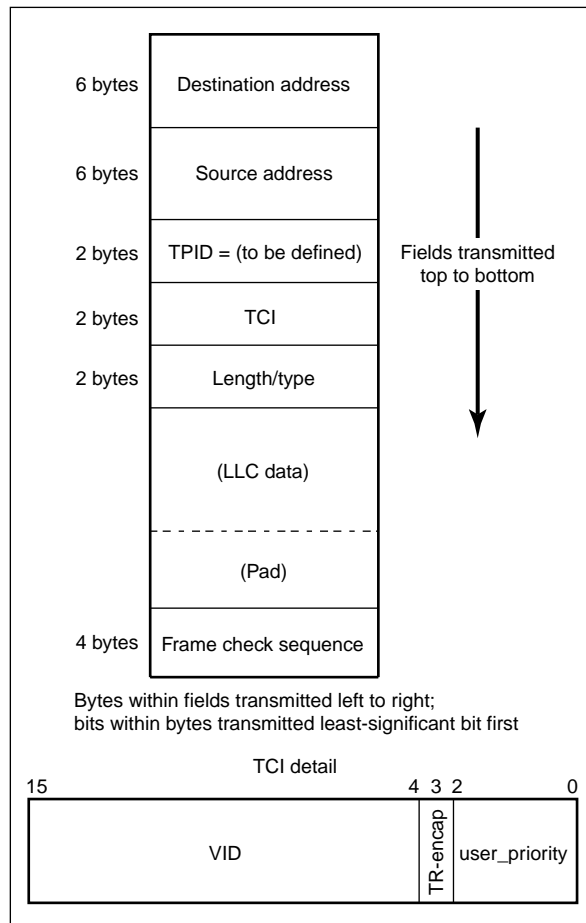 6 bytes Destination address
6 bytes Source address
2 bytes TPID = (to be defined)
Fields transmitted
top to bottom
2 bytes TCI
2 bytes Length/type
(LLC data)
(Pad)
4 bytes Frame check sequence
Bytes within fields transmitted left to right;
bits within bytes transmitted least-significant bit first
TCI detail
15 4 3 2 0
VID TR-encap user_priority